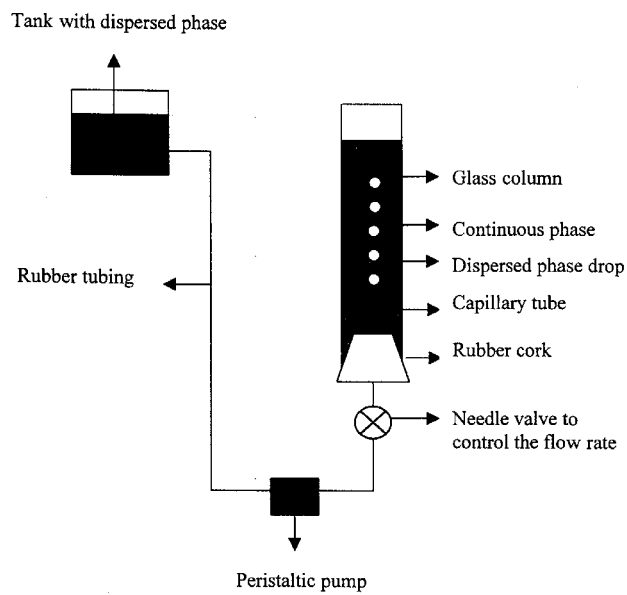 Tank with dispersed phase
Glass column
Continuous phase
Dispersed phase drop
Rubber tubing
Capillary tube
Rubber cork
Needle valve to
control the flow rate
Peristaltic pump